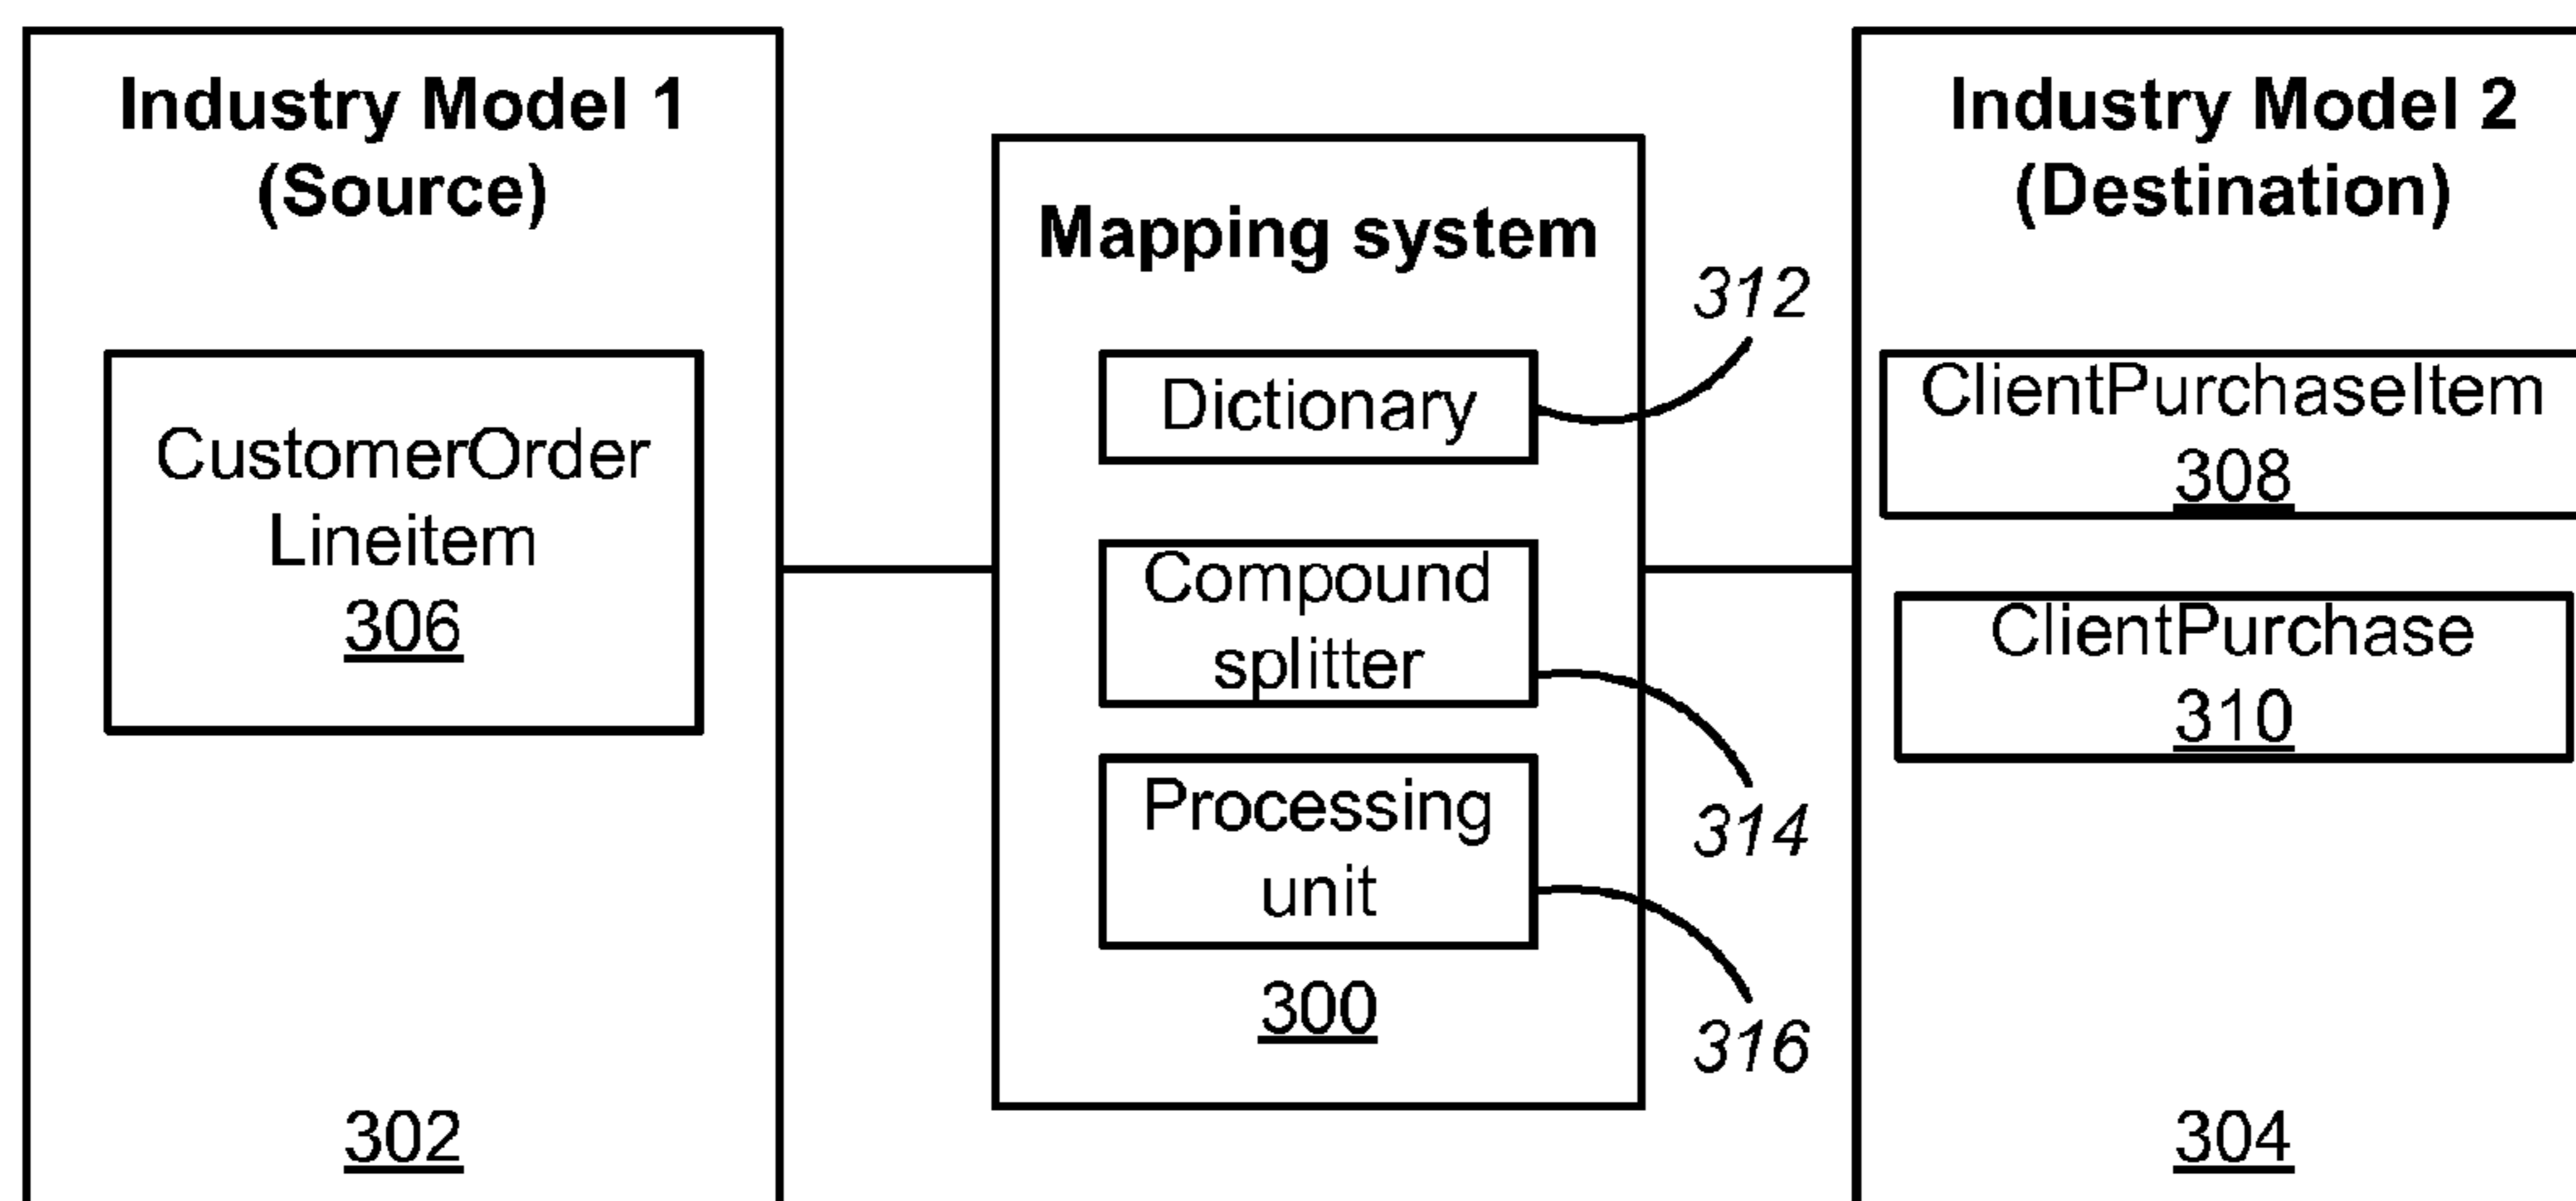 Industry Model 1
(Source)
CustomerOrder
Lineitem
306
302
Mapping system
Dictionary
Compound
splitter
Processing
unit
300
312
314
316
Industry Model 2
(Destination)
ClientPurchaseItem
308
ClientPurchase
310
304